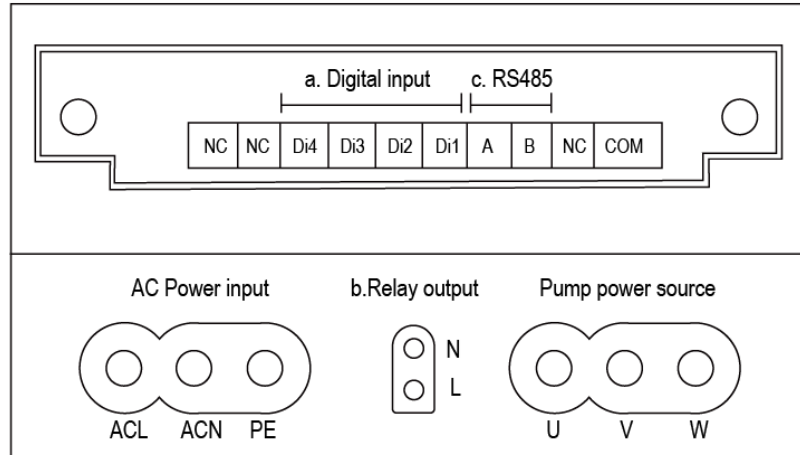 a. Digital input c. RS485
NC NC Di4 Di3 Di2 Di1 A B NC COM
AC Power input b.Relay output Pump power source
N
L
ACL ACN PE U V W